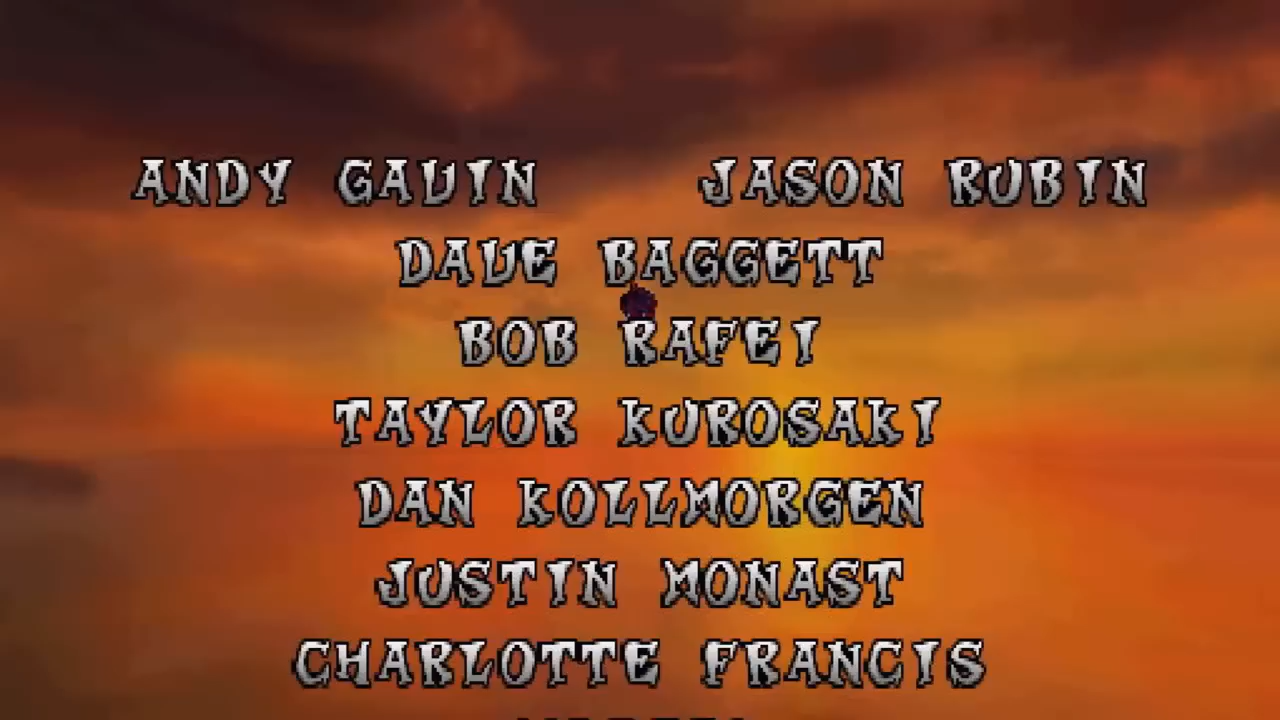 ANDY GAVIN JASON RUBIN
DAVE BAGGETT
BOB RAFEI
TAYLOR KUROSAKI
DAN KOLLMORGEN
JUSTIN MONAST
CHARLOTTE FRANCIS